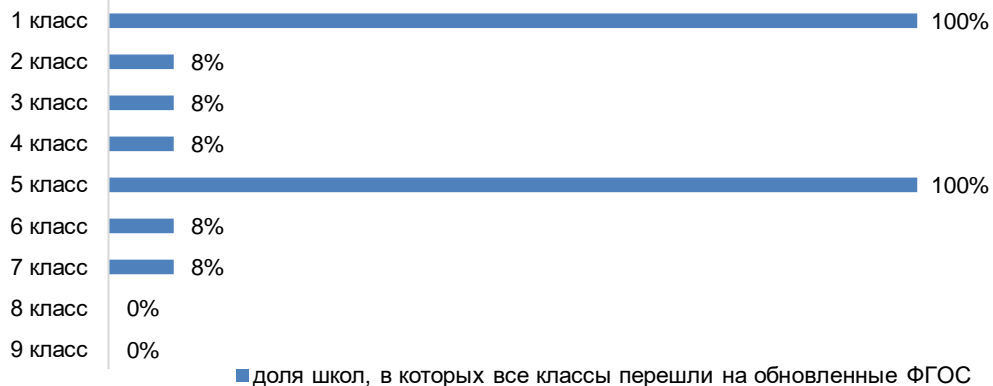 1 класс 100%
2 класс 8%
3 класс 8%
4 класс 8%
5 класс 100%
6 класс 8%
7 класс 8%
8 класс 0%
9 класс 0%
доля школ, в которых все классы перешли на обновленные ФГОС